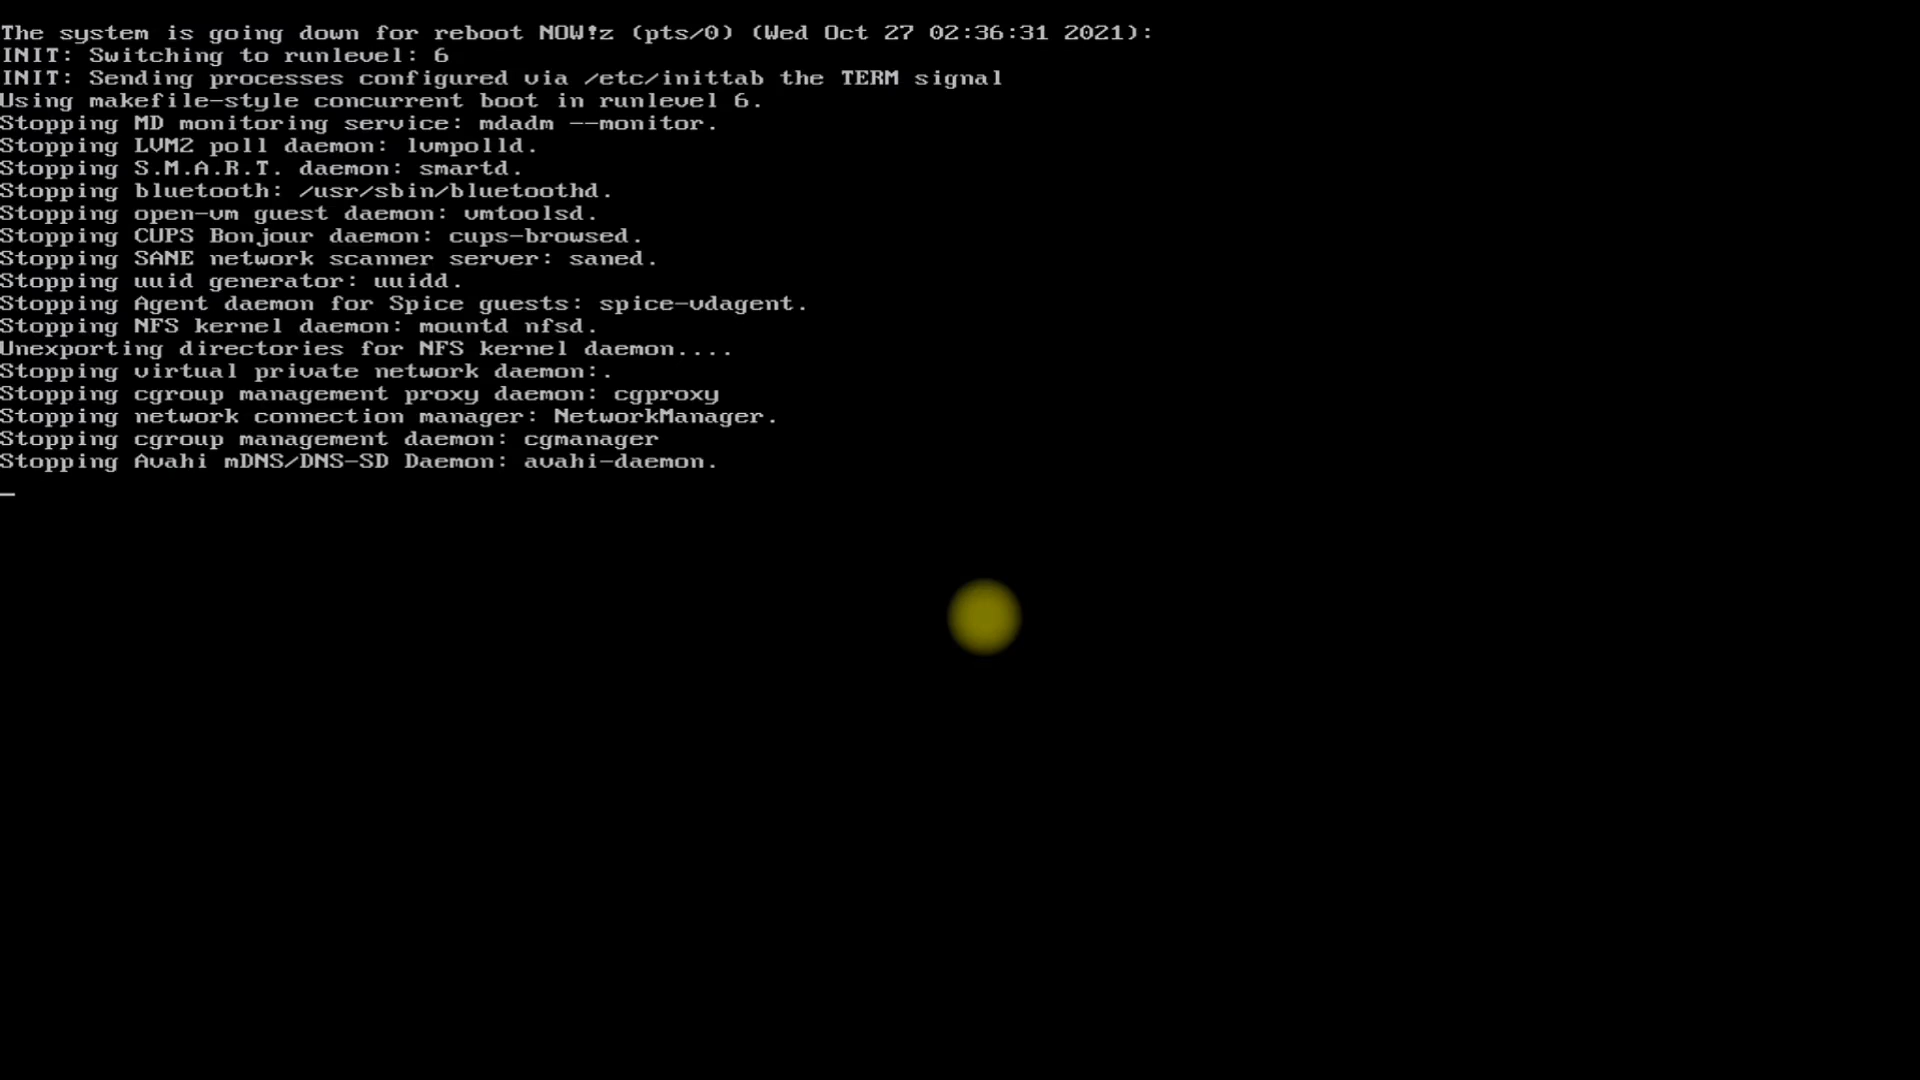 The system is going down for reboot NOW!z (pts/0) (Wed Oct 27 02:36:31 2021):
INIT: Switching to runlevel: 6
INIT: Sending processes configured via /etc/inittab the TERM signal
Using makefile-style concurrent boot in runlevel 6.
Stopping MD monitoring service: mdadm --monitor.
Stopping LVM2 poll daemon: lvmpolld.
Stopping S.M.A.R.T. daemon: smartd.
Stopping bluetooth: /usr/sbin/bluetoothd.
Stopping open-vm guest daemon: vmtoolsd.
Stopping CUPS Bonjour daemon: cups-browsed.
Stopping SANE network scanner server: saned.
Stopping uuid generator: uuidd.
Stopping Agent daemon for Spice guests: spice-vdagent.
Stopping NFS kernel daemon: mountd nfsd.
Unexporting directories for NFS kernel daemon....
Stopping virtual private network daemon:.
Stopping cgroup management proxy daemon: cgproxy
Stopping network connection manager: NetworkManager.
Stopping cgroup management daemon: cgmanager
Stopping Avahi mDNS/DNS-SD Daemon: avahi-daemon.